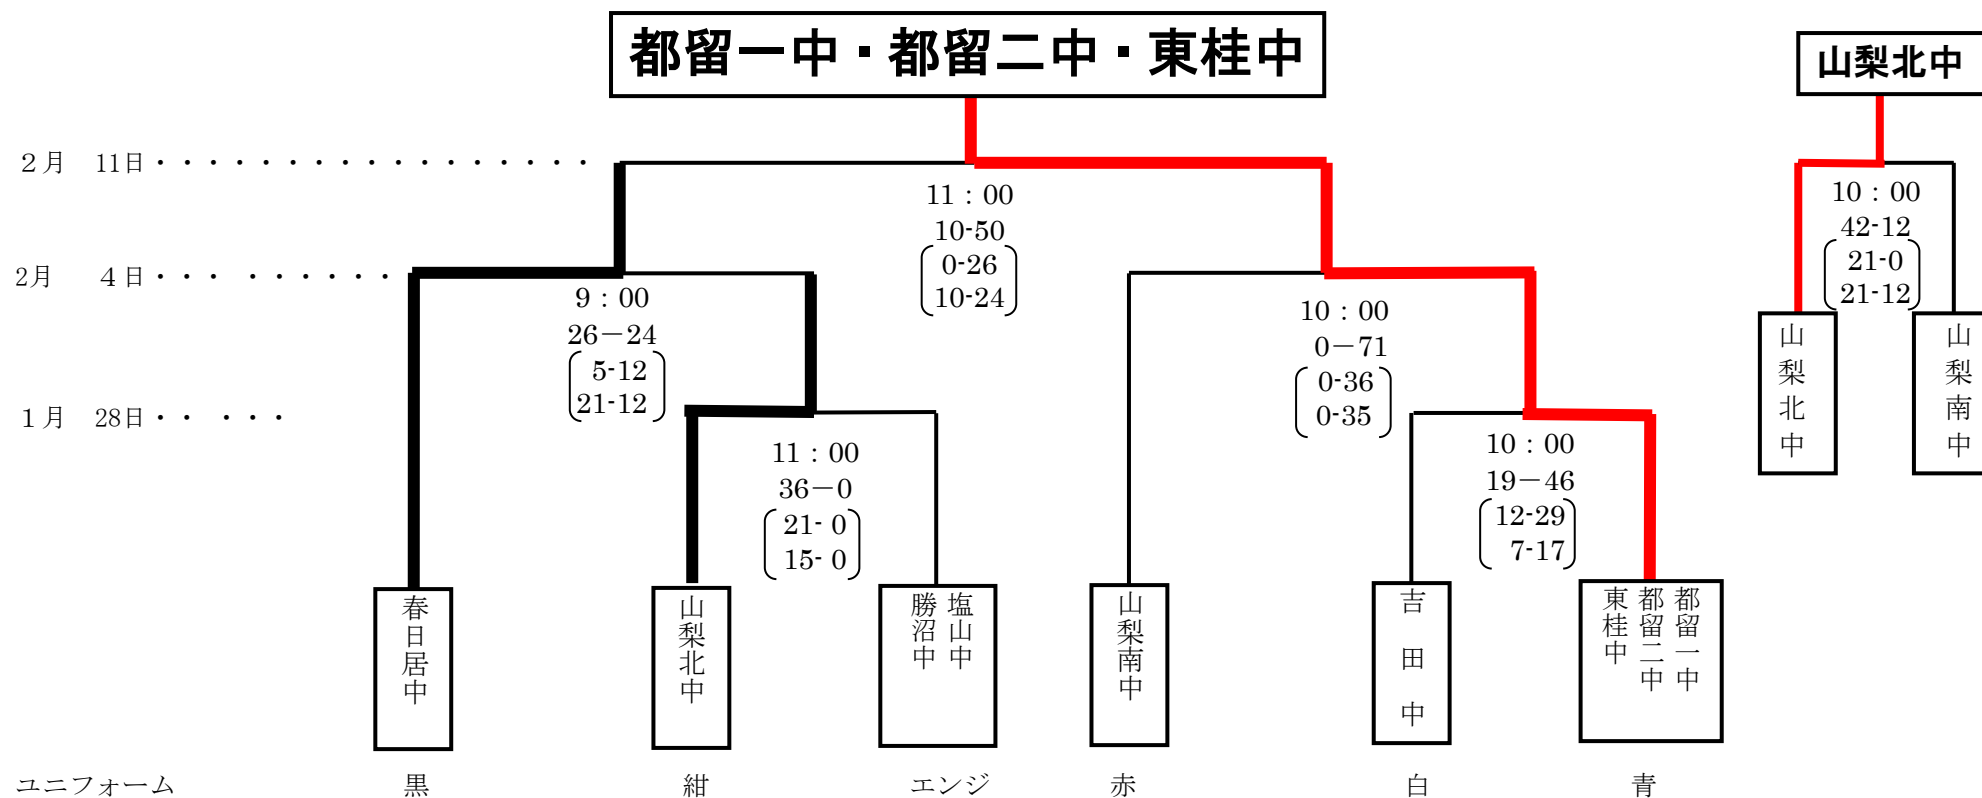 都留一中・都留二中・東桂中
山梨北中
２月　11日・・・・・・・・・・・・・・・・・
11：00
10-50
0-26
10-24
10：00
42-12
21-0
21-12
山梨北中
山梨南中
2月　４日・・・　・・・・・・
9：00
26－24
5-12
21-12
10：00
0－71
0-36
0-35
１月　28日・・　・・・
11：00
36－0
21- 0
15- 0
10：00
19－46
12-29
7-17
春日居中
山梨北中
塩山中
勝沼中
山梨南中
吉田中
都留一中
都留二中
東桂中
ユニフォーム　黒　紺　エンジ　赤　白　青